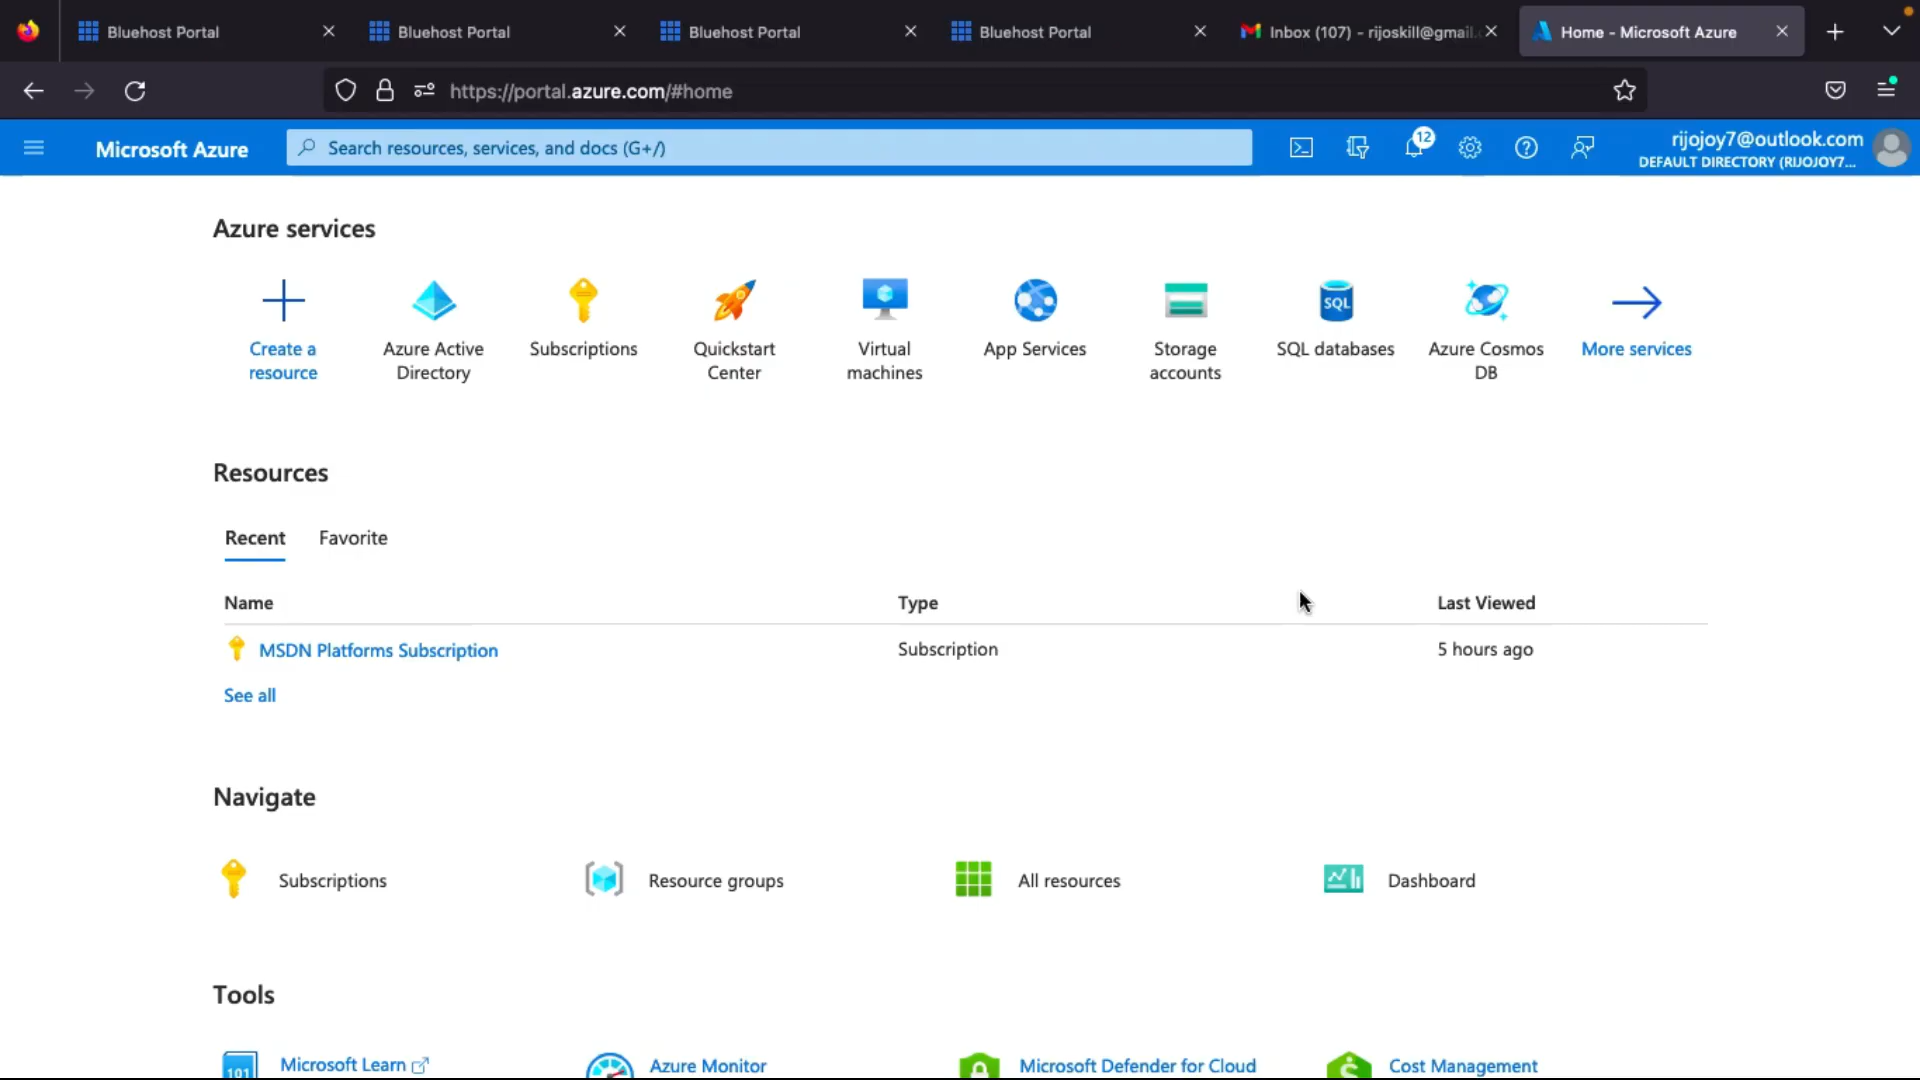 Bluehost Portal
Bluehost Portal
Bluehost Portal
Bluehost Portal
Inbox (107) - rijoskill@gmail.
Home - Microsoft Azure
https://portal.azure.com/#home
Microsoft Azure
Search resources, services, and docs (G+/)
12
rijojoy7@outlook.com
DEFAULT DIRECTORY (RIJOJOY7...
Azure services
Create a
resource
Azure Active
Directory
Subscriptions
Quickstart
Center
Virtual
machines
App Services
Storage
accounts
SQL
SQL databases
Azure Cosmos
DB
More services
Resources
Recent
Favorite
Name
Type
Last Viewed
MSDN Platforms Subscription
Subscription
5 hours ago
See all
Navigate
Subscriptions
Resource groups
All resources
Dashboard
Tools
101
Microsoft Learn
Azure Monitor
Microsoft Defender for Cloud
Cost Management